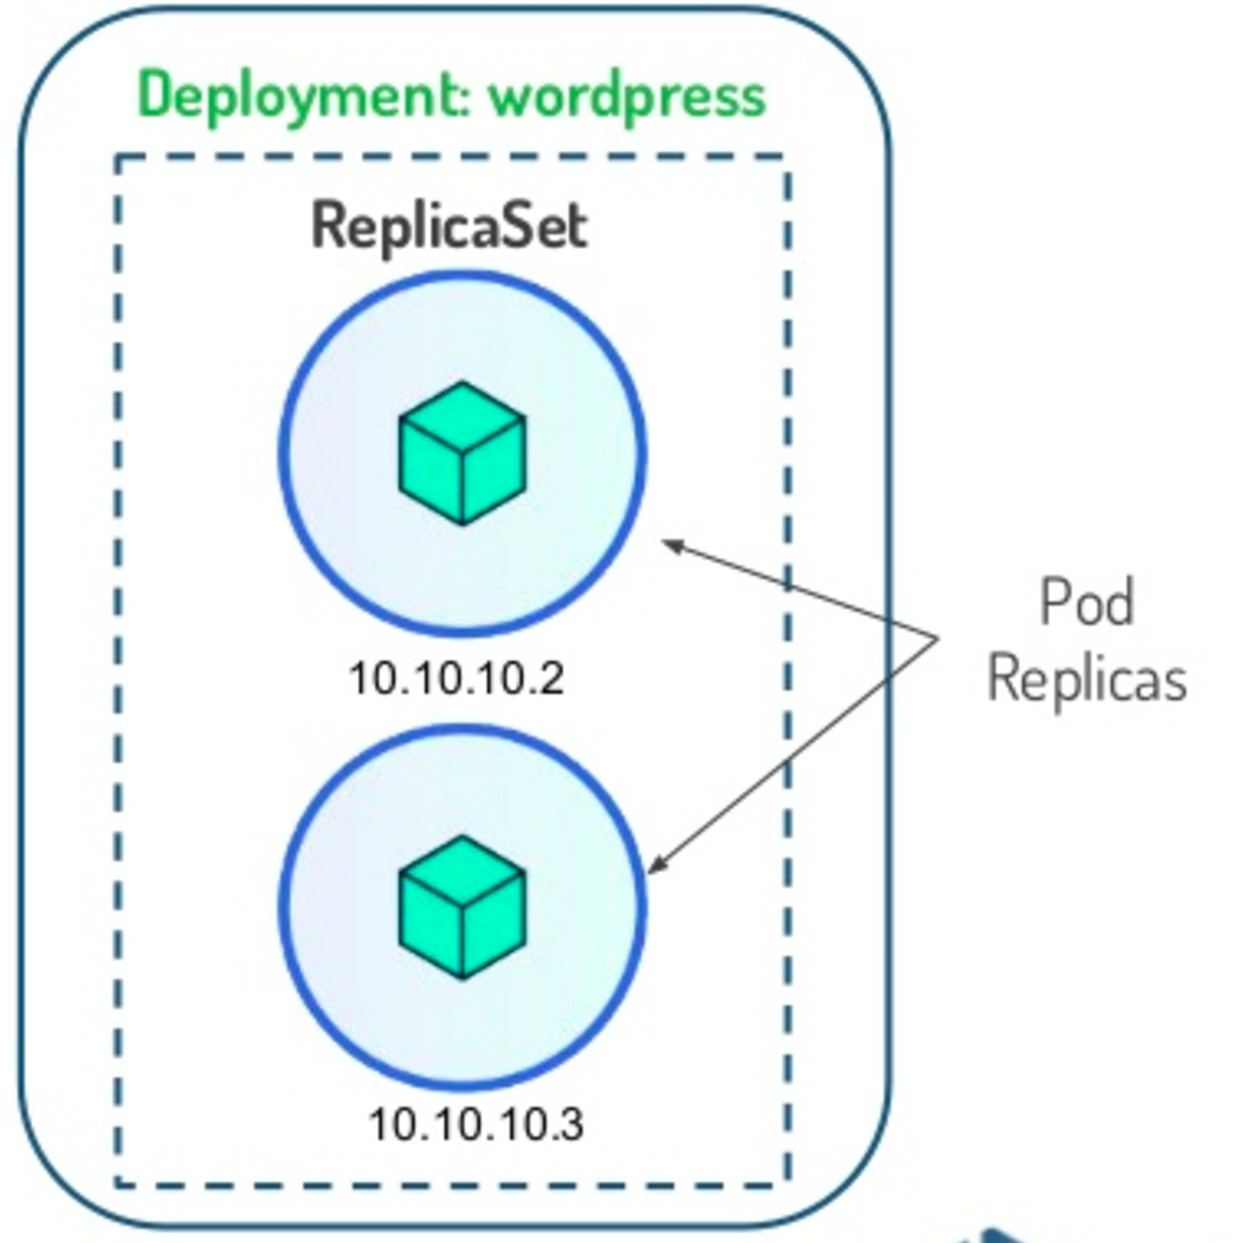 Deployment: wordpress
ReplicaSet
10.10.10.2
Pod
Replicas
10.10.10.3